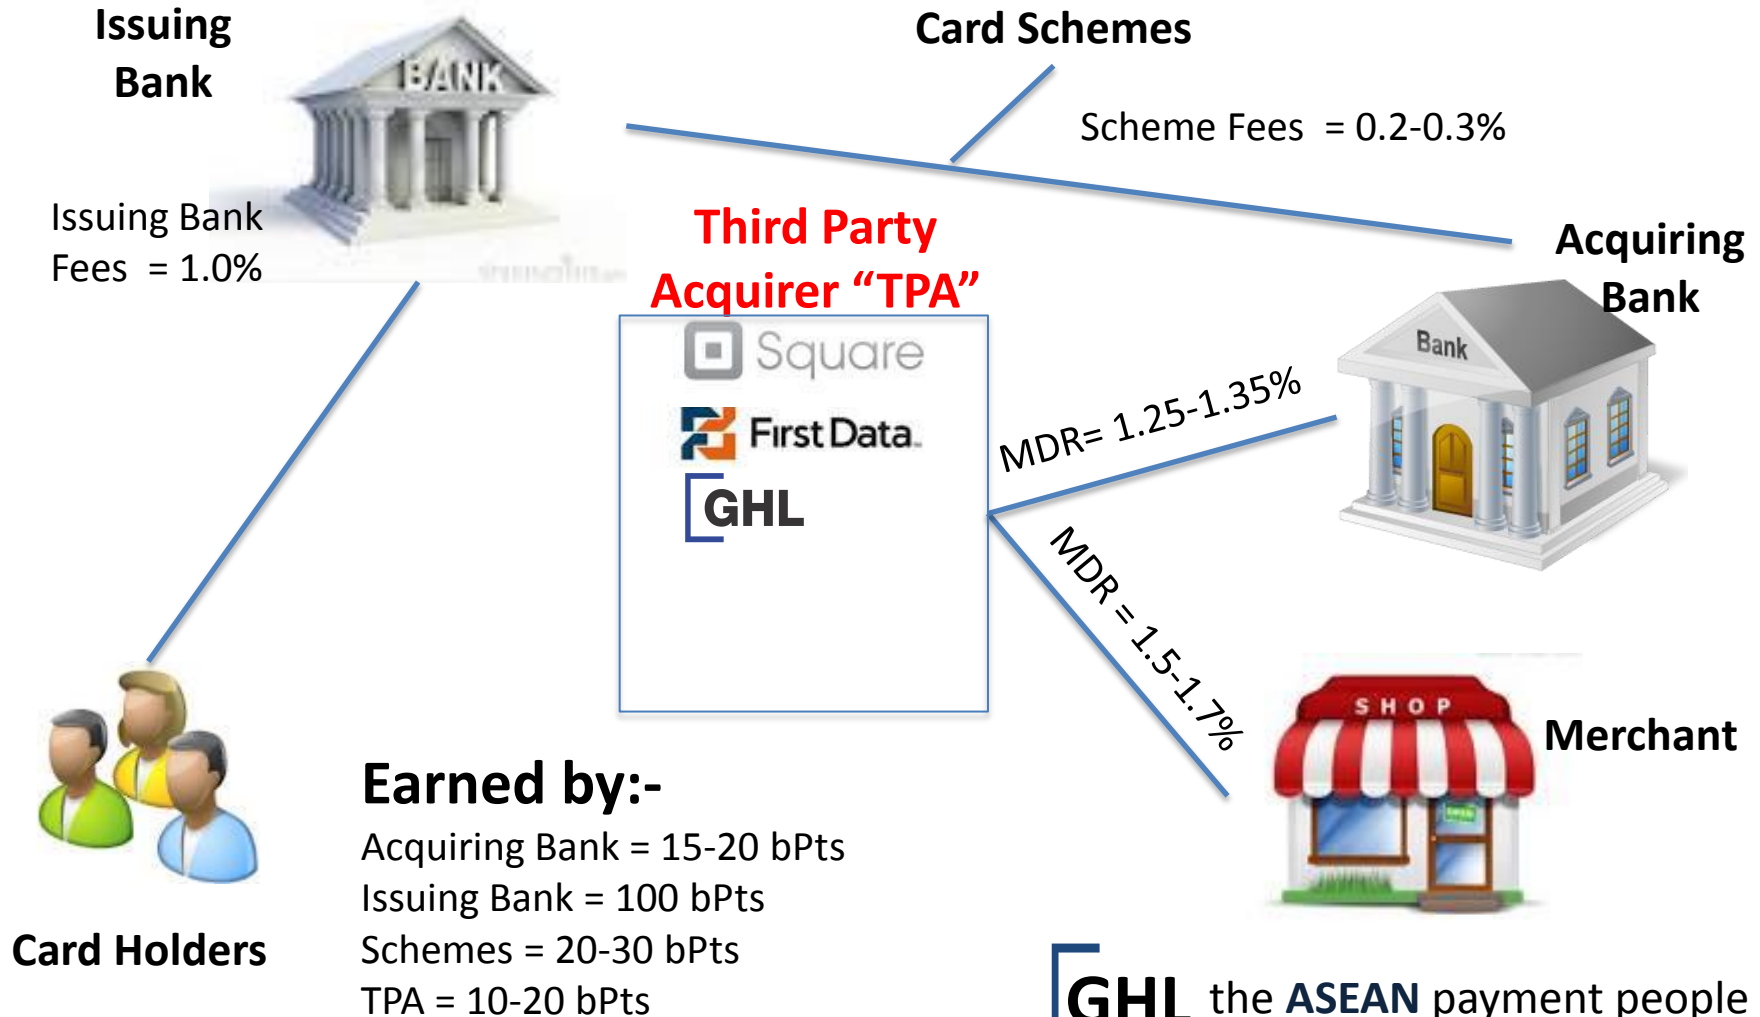 Issuing
Bank
BANK
Card Schemes
Scheme Fees = 0.2-0.3%
Issuing Bank
Fees = 1.0%
Third Party
Acquirer “TPA”
Acquiring
Bank
Bank
Square
First Data
GHL
MDR= 1.25-1.35%
MDR = 1.5-1.7%
SHOP
OPEN
Merchant
Earned by:-
Acquiring Bank = 15-20 bPts
Issuing Bank = 100 bPts
Schemes = 20-30 bPts
TPA = 10-20 bPts
Card Holders
GHL the ASEAN payment people